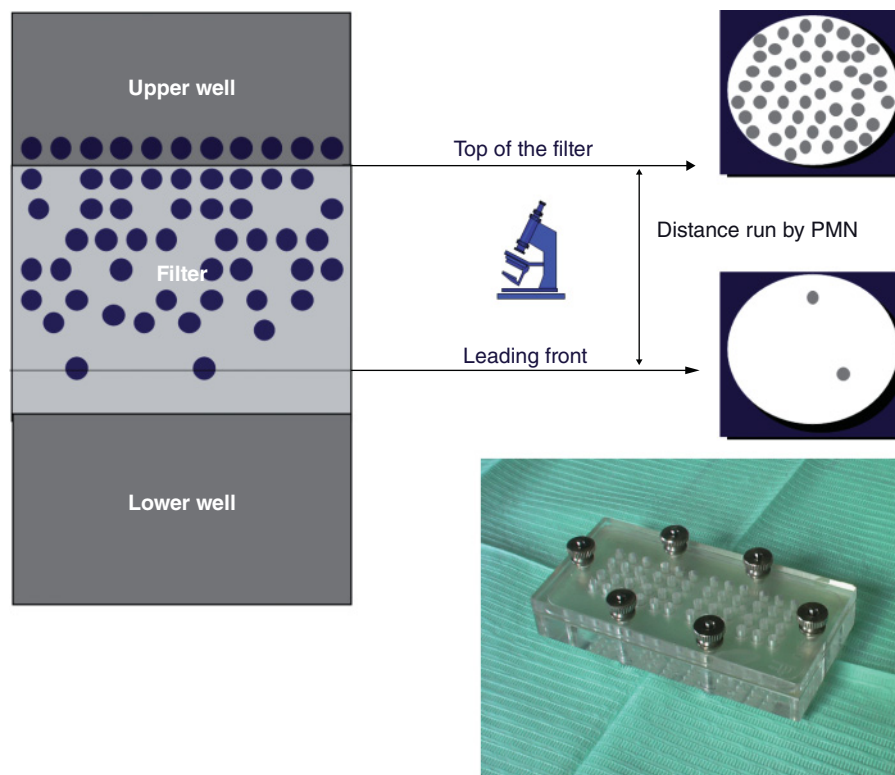 Upper well
Top of the filter
Distance run by PMN
Filter
Leading front
Lower well